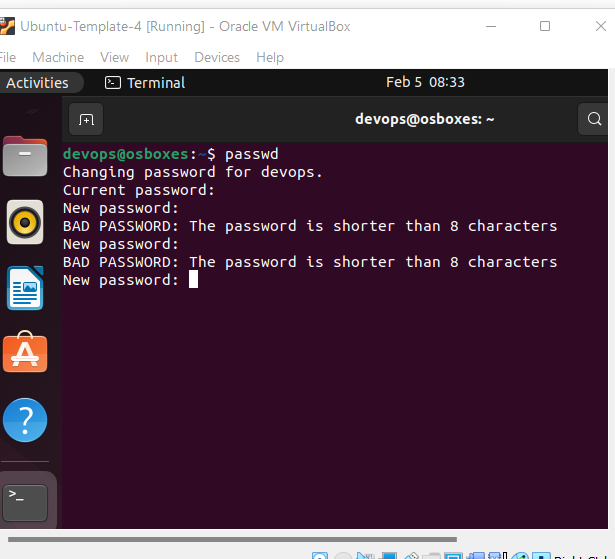 Ubuntu-Template-4 [Running] - Oracle VM VirtualBox
File Machine View Input Devices Help
Activities Terminal Feb 5 08:33
devops@osboxes: ~
devops@osboxes:~$ passwd
Changing password for devops.
Current password:
New password:
BAD PASSWORD: The password is shorter than 8 characters
New password:
BAD PASSWORD: The password is shorter than 8 characters
New password:
>_